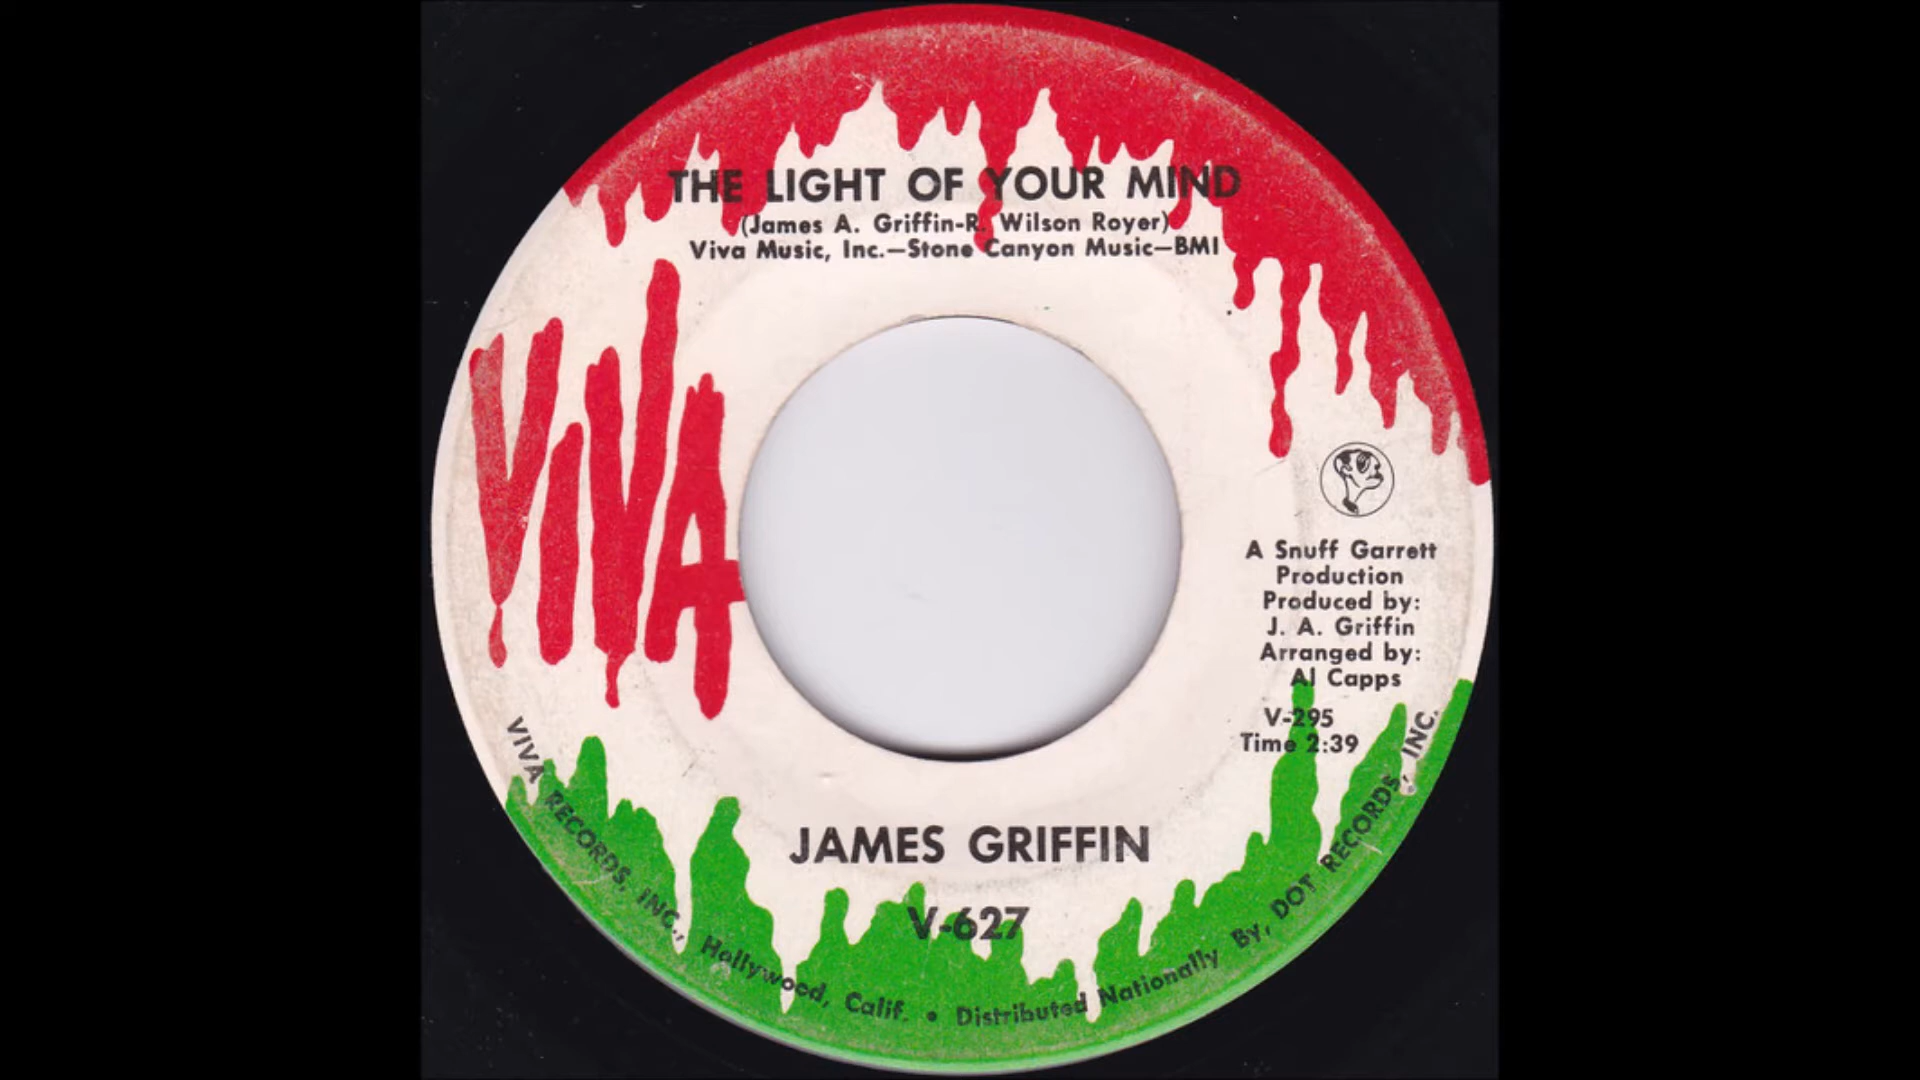 THE LIGHT OF YOUR MIND
(James A. Griffin-R. Wilson Royer)
Viva Music, Inc.—Stone Canyon Music—BMI
VIVA
A Snuff Garrett
Production
Produced by:
J. A. Griffin
Arranged by:
Al Capps
V-295
Time 2:39
JAMES GRIFFIN
V-627
VIVA RECORDS, INC., Hollywood, Calif. • Distributed Nationally By, DOT RECORDS, INC.